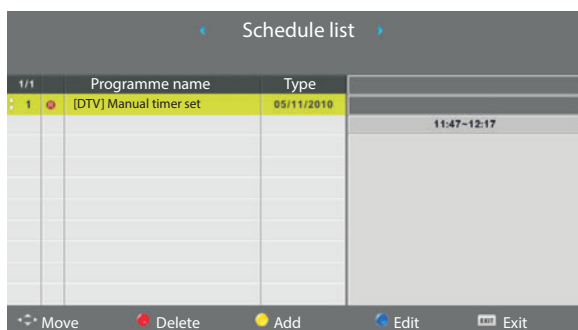 Schedule list
1/1 Programme name Type
1 [DTV] Manual timer set 05/11/2010
11:47~12:17
Move Delete Add Edit EXIT Exit